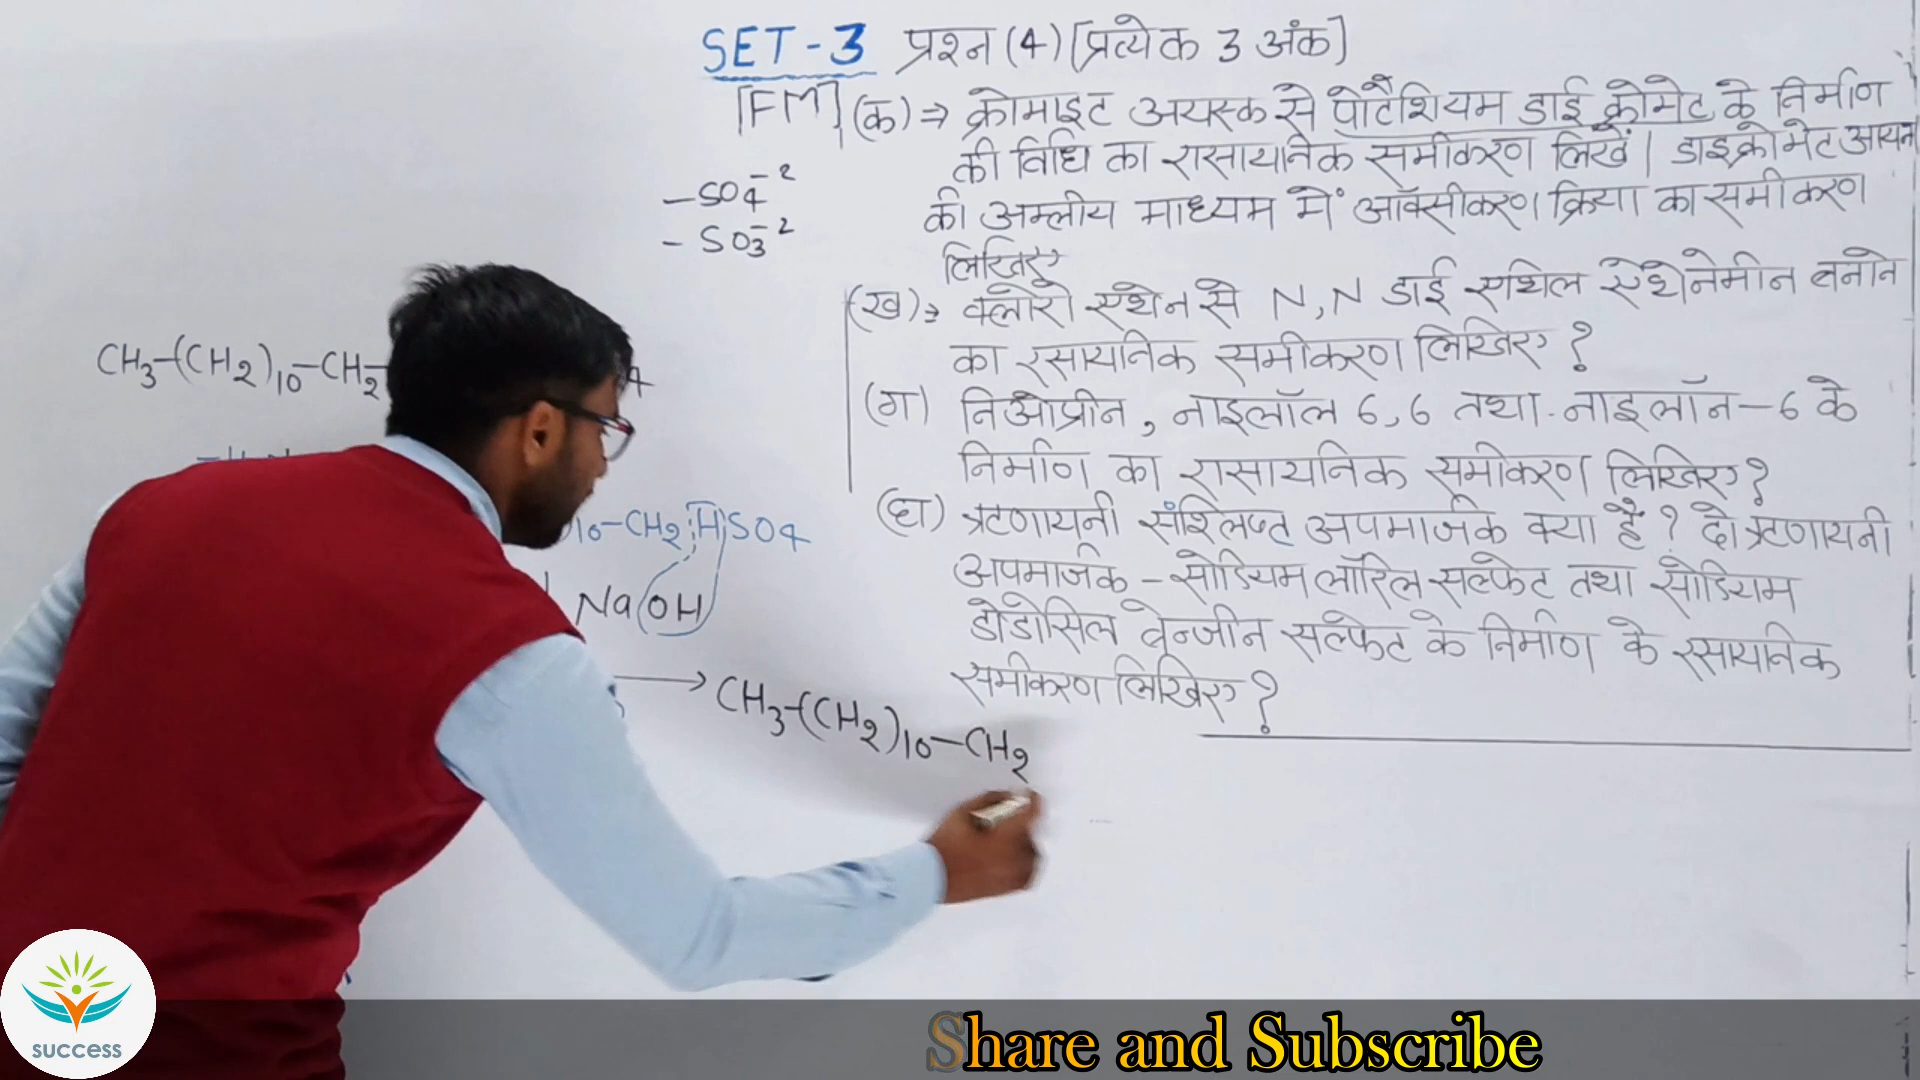 SET-3 प्रश्न (4) [प्रत्येक 3 अंक]
[FM] (क) ⇒ क्रोमाइट अयस्क से पोटैशियम डाई क्रोमेट के निर्माण
की विधि का रासायनिक समीकरण लिखें। डाइक्रोमेट आयन
की अम्लीय माध्यम में ऑक्सीकरण क्रिया का समीकरण
लिखिए
(ख) ⇒ क्लोरो एथेन से N,N डाई एथिल ऐथेनेमीन बनाने
का रसायनिक समीकरण लिखिए ?
(ग) निओप्रीन, नाइलॉल 6,6 तथा नाइलॉन-6 के
निर्माण का रासायनिक समीकरण लिखिए ?
(घ) ऋणायनी संश्लिष्ट अपमार्जक क्या है ? दो ऋणायनी
अपमार्जक - सोडियम लॉरिल सल्फेट तथा सोडियम
डोडोसिल बेन्जीन सल्फेट के निर्माण के रसायनिक
समीकरण लिखिए ?
-SO4-2
-SO3-2
CH3-(CH2)10-CH2
4
10-CH2 HSO4
NaOH
→ CH3-(CH2)10-CH2
success
Share and Subscribe